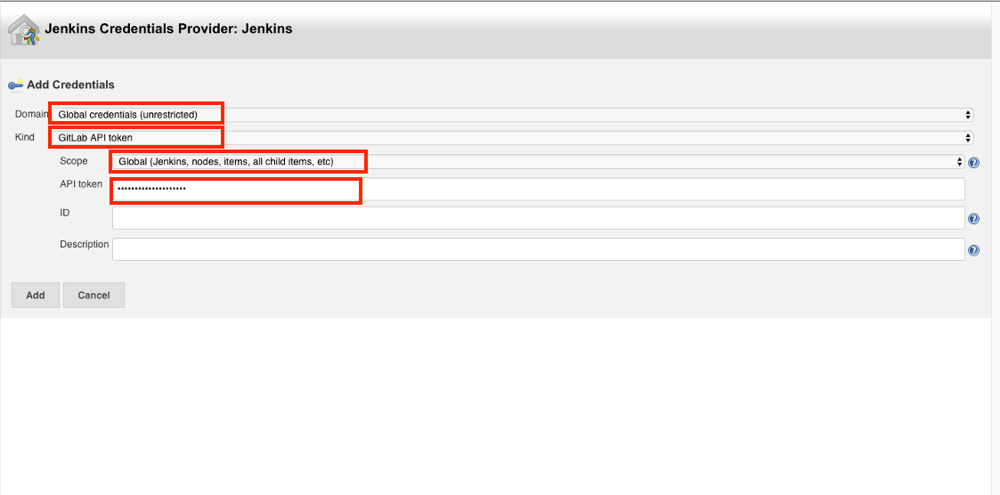 Jenkins Credentials Provider: Jenkins
Add Credentials
Domain Global credentials (unrestricted)
Kind GitLab API token
Scope Global (Jenkins, nodes, items, all child items, etc)
API token ••••••••••••••••••••
ID
Description
Add Cancel